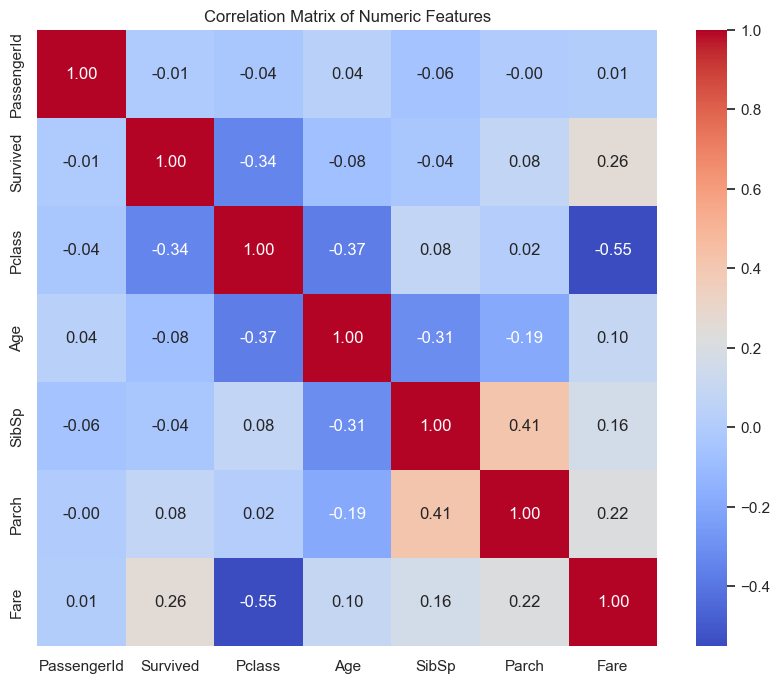 Correlation Matrix of Numeric Features
PassengerId 1.00 -0.01 -0.04 0.04 -0.06 -0.00 0.01
Survived -0.01 1.00 -0.34 -0.08 -0.04 0.08 0.26
Pclass -0.04 -0.34 1.00 -0.37 0.08 0.02 -0.55
Age 0.04 -0.08 -0.37 1.00 -0.31 -0.19 0.10
SibSp -0.06 -0.04 0.08 -0.31 1.00 0.41 0.16
Parch -0.00 0.08 0.02 -0.19 0.41 1.00 0.22
Fare 0.01 0.26 -0.55 0.10 0.16 0.22 1.00
PassengerId Survived Pclass Age SibSp Parch Fare
1.0
0.8
0.6
0.4
0.2
0.0
−0.2
−0.4